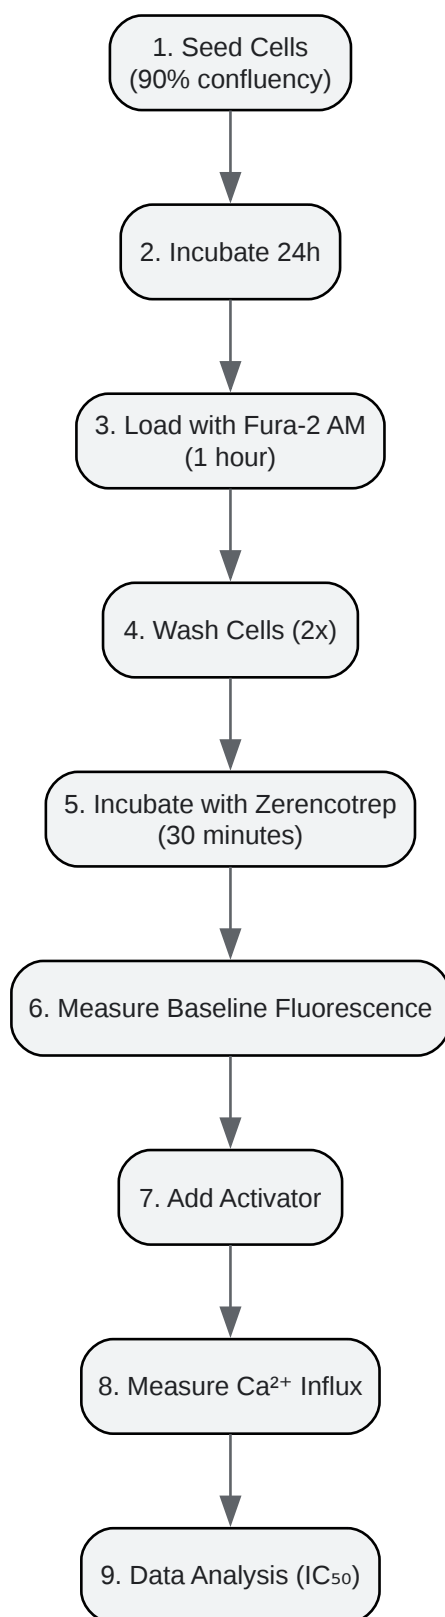 1. Seed Cells
(90% confluency)
2. Incubate 24h
3. Load with Fura-2 AM
(1 hour)
4. Wash Cells (2x)
5. Incubate with Zerencotrep
(30 minutes)
6. Measure Baseline Fluorescence
7. Add Activator
8. Measure Ca²⁺ Influx
9. Data Analysis (IC₅₀)